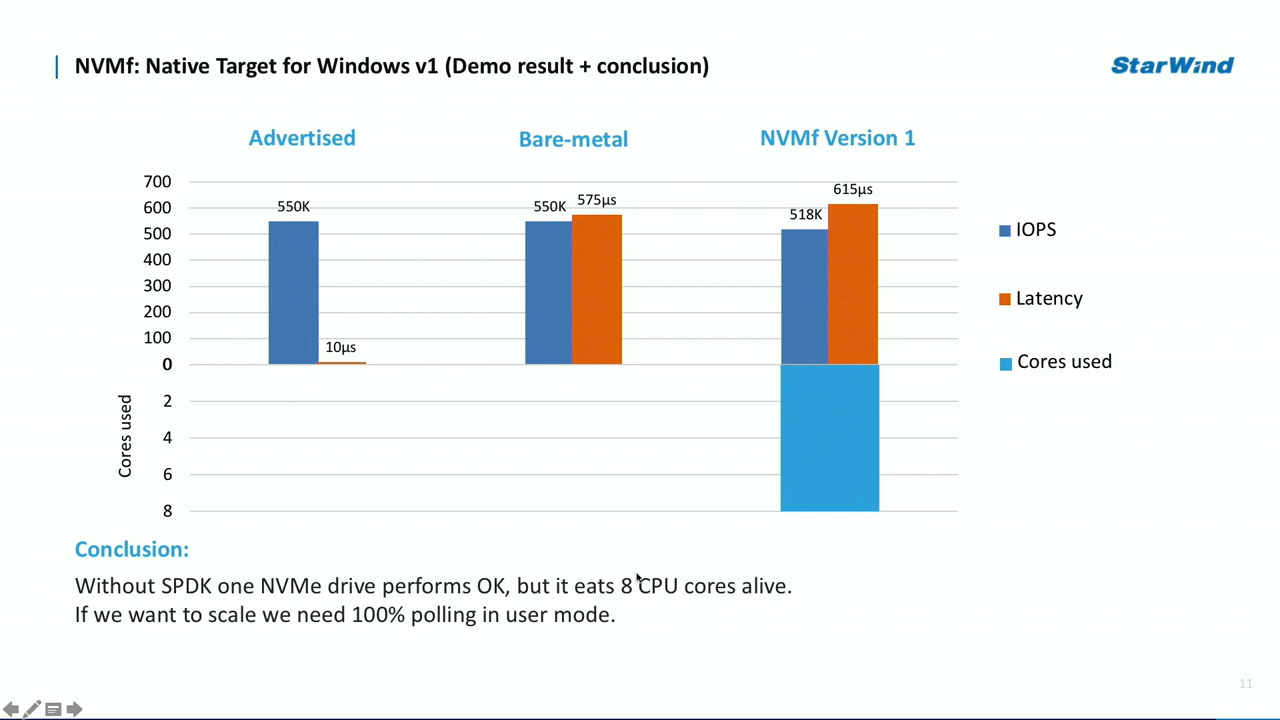 NVMf: Native Target for Windows v1 (Demo result + conclusion)
StarWind
Advertised
Bare-metal
NVMf Version 1
700
600
500
400
300
200
100
0
2
4
6
8
Cores used
550K
10µs
550K
575µs
518K
615µs
IOPS
Latency
Cores used
Conclusion:
Without SPDK one NVMe drive performs OK, but it eats 8 CPU cores alive.
If we want to scale we need 100% polling in user mode.
11